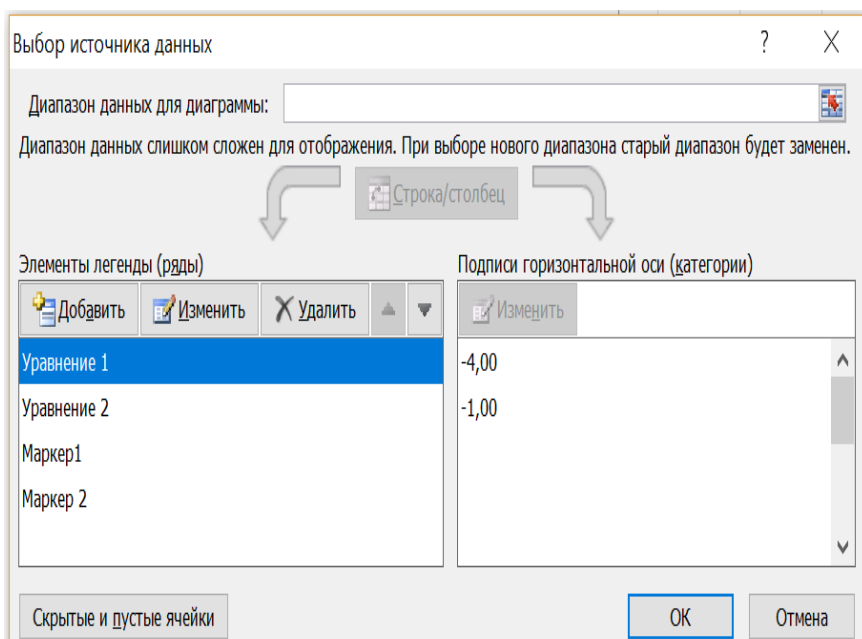 Выбор источника данных ?
Диапазон данных для диаграммы:
Диапазон данных слишком сложен для отображения. При выборе нового диапазона старый диапазон будет заменен.
Строка/столбец
Элементы легенды (ряды)
Добавить Изменить Удалить
Уравнение 1
Уравнение 2
Маркер1
Маркер 2
Подписи горизонтальной оси (категории)
Изменить
-4,00
-1,00
Скрытые и пустые ячейки ОК Отмена